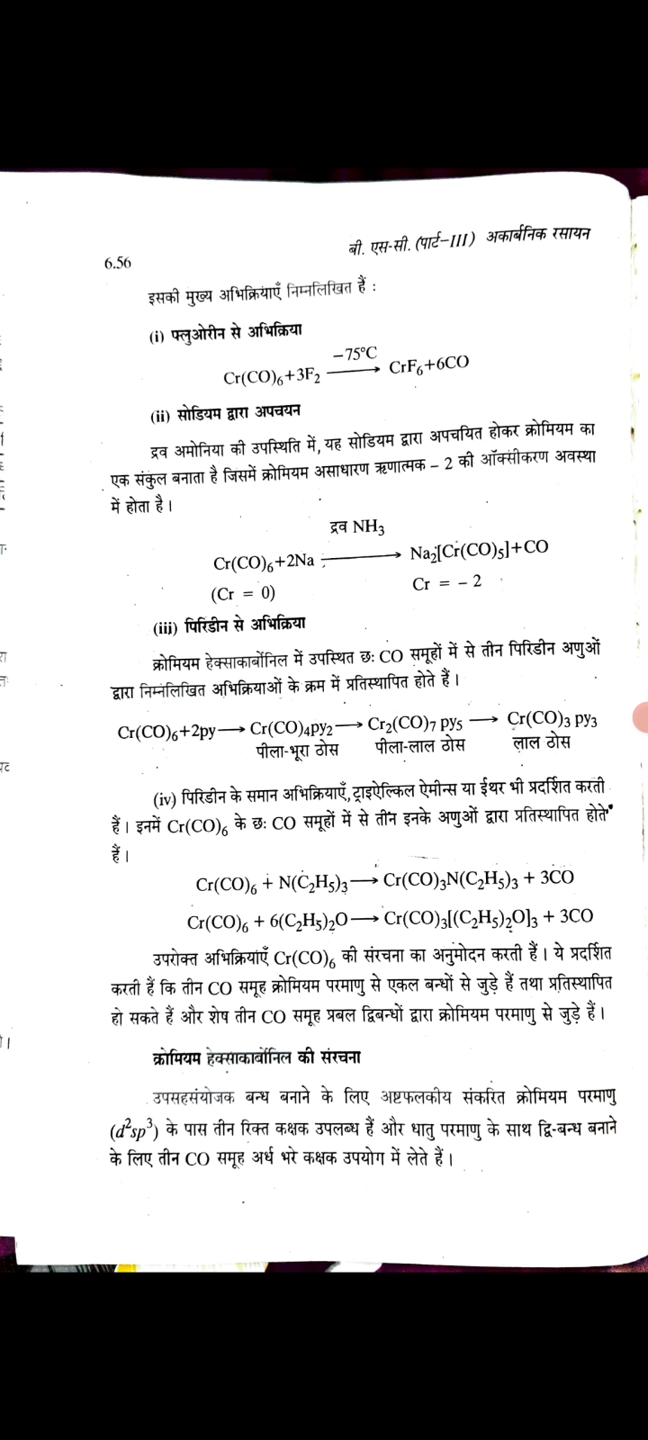 बी. एस-सी. (पार्ट–III) अकार्बनिक रसायन
6.56
इसकी मुख्य अभिक्रियाएँ निम्नलिखित हैं :
(i) फ्लुओरीन से अभिक्रिया
−75°C
Cr(CO)₆+3F₂ ⟶ CrF₆+6CO
(ii) सोडियम द्वारा अपचयन
द्रव अमोनिया की उपस्थिति में, यह सोडियम द्वारा अपचयित होकर क्रोमियम का
एक संकुल बनाता है जिसमें क्रोमियम असाधारण ऋणात्मक – 2 की ऑक्सीकरण अवस्था
में होता है।
द्रव NH₃
Cr(CO)₆+2Na ⟶ Na₂[Cr(CO)₅]+CO
(Cr = 0) Cr = – 2
(iii) पिरिडीन से अभिक्रिया
क्रोमियम हेक्साकार्बोनिल में उपस्थित छः CO समूहों में से तीन पिरिडीन अणुओं
द्वारा निम्नलिखित अभिक्रियाओं के क्रम में प्रतिस्थापित होते हैं।
Cr(CO)₆+2py ⟶ Cr(CO)₄py₂ ⟶ Cr₂(CO)₇ py₅ ⟶ Cr(CO)₃ py₃
पीला-भूरा ठोस पीला-लाल ठोस लाल ठोस
(iv) पिरिडीन के समान अभिक्रियाएँ, ट्राइऐल्किल ऐमीन्स या ईथर भी प्रदर्शित करती
हैं। इनमें Cr(CO)₆ के छः CO समूहों में से तीन इनके अणुओं द्वारा प्रतिस्थापित होते
हैं।
Cr(CO)₆ + N(C₂H₅)₃ ⟶ Cr(CO)₃N(C₂H₅)₃ + 3CO
Cr(CO)₆ + 6(C₂H₅)₂O ⟶ Cr(CO)₃[(C₂H₅)₂O]₃ + 3CO
उपरोक्त अभिक्रियाएँ Cr(CO)₆ की संरचना का अनुमोदन करती हैं। ये प्रदर्शित
करती हैं कि तीन CO समूह क्रोमियम परमाणु से एकल बन्धों से जुड़े हैं तथा प्रतिस्थापित
हो सकते हैं और शेष तीन CO समूह प्रबल द्विबन्धों द्वारा क्रोमियम परमाणु से जुड़े हैं।
क्रोमियम हेक्साकार्बोनिल की संरचना
उपसहसंयोजक बन्ध बनाने के लिए अष्टफलकीय संकरित क्रोमियम परमाणु
(d²sp³) के पास तीन रिक्त कक्षक उपलब्ध हैं और धातु परमाणु के साथ द्वि-बन्ध बनाने
के लिए तीन CO समूह अर्ध भरे कक्षक उपयोग में लेते हैं।